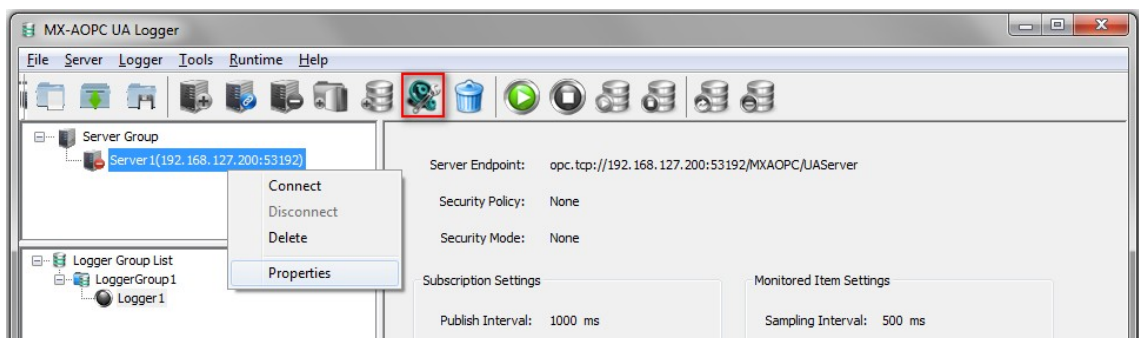 MX-AOPC UA Logger
File Server Logger Tools Runtime Help
Server Group
Server1(192.168.127.200:53192)
Connect
Disconnect
Delete
Properties
Logger Group List
LoggerGroup1
Logger1
Server Endpoint: opc.tcp://192.168.127.200:53192/MXAOPC/UAServer
Security Policy: None
Security Mode: None
Subscription Settings
Publish Interval: 1000 ms
Monitored Item Settings
Sampling Interval: 500 ms